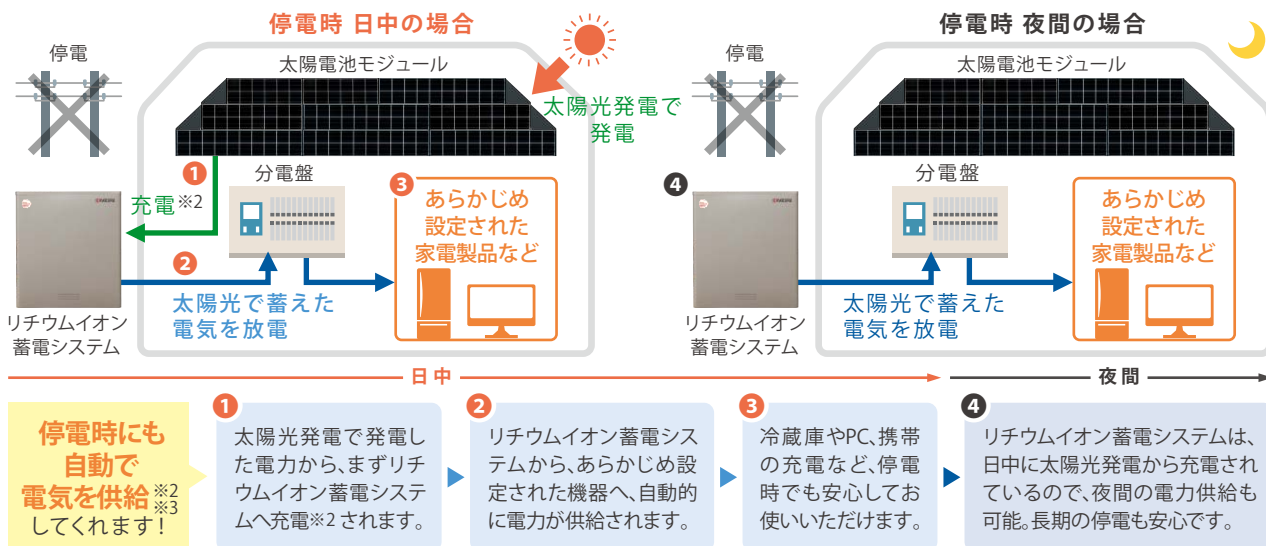 停電時 日中の場合
停電
太陽電池モジュール
太陽光発電で
発電
1
充電※2
分電盤
KYOCERA
2
太陽光で蓄えた
電気を放電
3
あらかじめ
設定された
家電製品など
リチウムイオン
蓄電システム
停電時 夜間の場合
停電
太陽電池モジュール
4
分電盤
KYOCERA
太陽光で蓄えた
電気を放電
あらかじめ
設定された
家電製品など
リチウムイオン
蓄電システム
日中
夜間
停電時にも
自動で
電気を供給※2※3
してくれます!
1
太陽光発電で発電し
た電力から、まずリチ
ウムイオン蓄電システ
ムへ充電※2 されます。
2
リチウムイオン蓄電シス
テムから、あらかじめ設
定された機器へ、自動的
に電力が供給されます。
3
冷蔵庫やPC、携帯
の充電など、停電
時でも安心してお
使いいただけます。
4
リチウムイオン蓄電システムは、
日中に太陽光発電から充電され
ているので、夜間の電力供給も
可能。長期の停電も安心です。